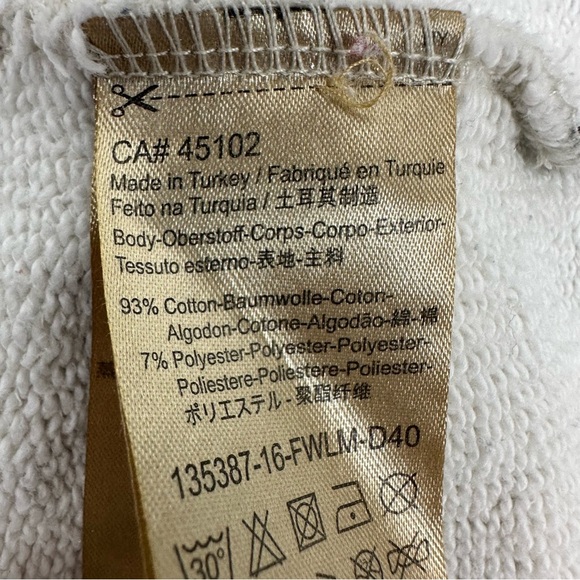 CA# 45102
Made in Turkey / Fabriqué en Turquie
Feito na Turquia / 土耳其制造
Body-Oberstoff-Corps-Corpo-Exterior-
Tessuto esterno-表地-主料
93% Cotton-Baumwolle-Coton-
Algodon-Cotone-Algodão-綿-棉
7% Polyester-Polyester-Polyester-
Poliestere-Poliestere-Poliester-
ポリエステル-聚酯纤维
135387-16-FWLM-D40
30°